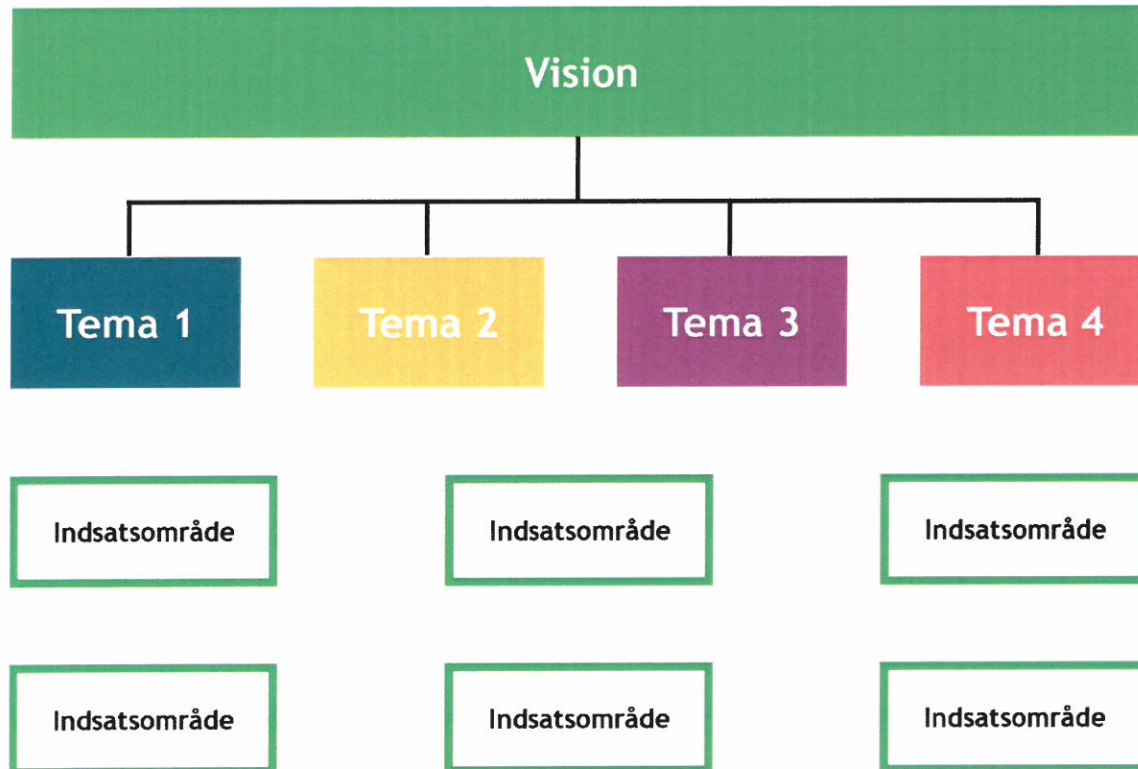 Vision
Tema 1
Tema 2
Tema 3
Tema 4
Indsatsområde
Indsatsområde
Indsatsområde
Indsatsområde
Indsatsområde
Indsatsområde